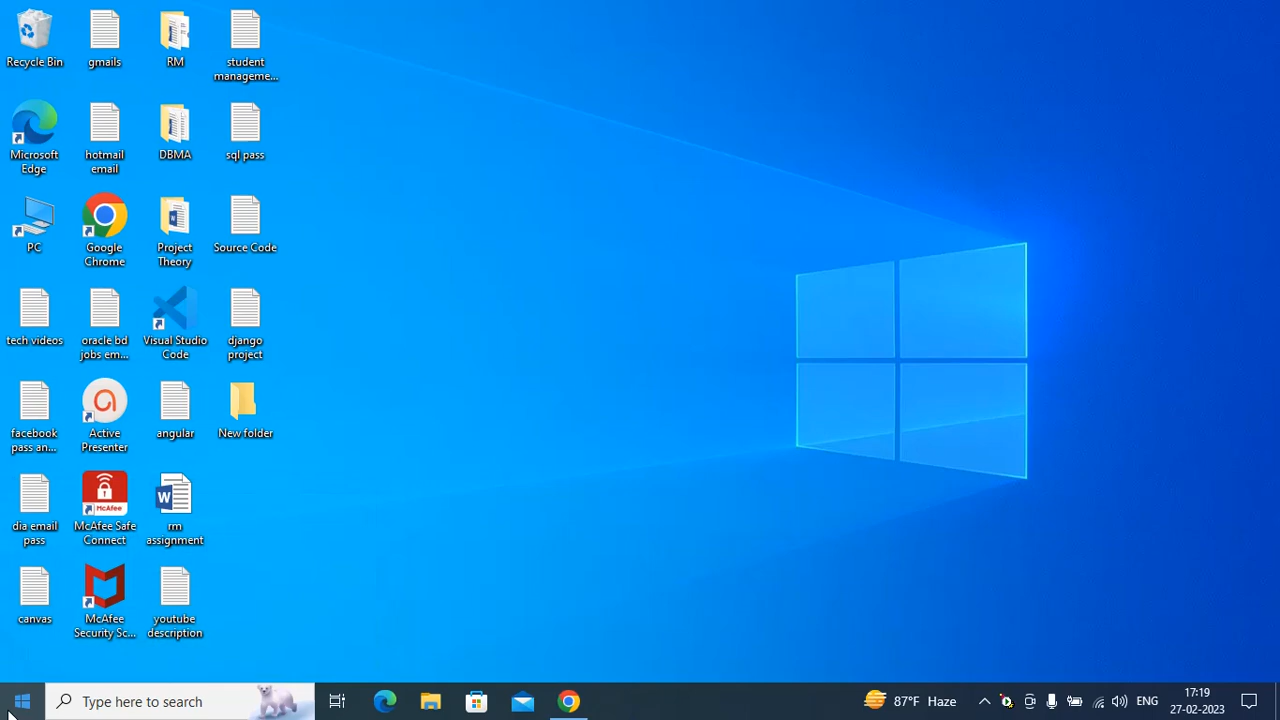 Recycle Bin
gmails
RM
student
manageme...
Microsoft
Edge
hotmail
email
DBMA
sql pass
PC
Google
Chrome
Project
Theory
Source Code
tech videos
oracle bd
jobs em...
Visual Studio
Code
django
project
facebook
pass an...
Active
Presenter
angular
New folder
McAfee
dia email
pass
McAfee Safe
Connect
rm
assignment
canvas
McAfee
Security Sc...
youtube
description
Type here to search
87°F Haze
ENG
17:19
27-02-2023